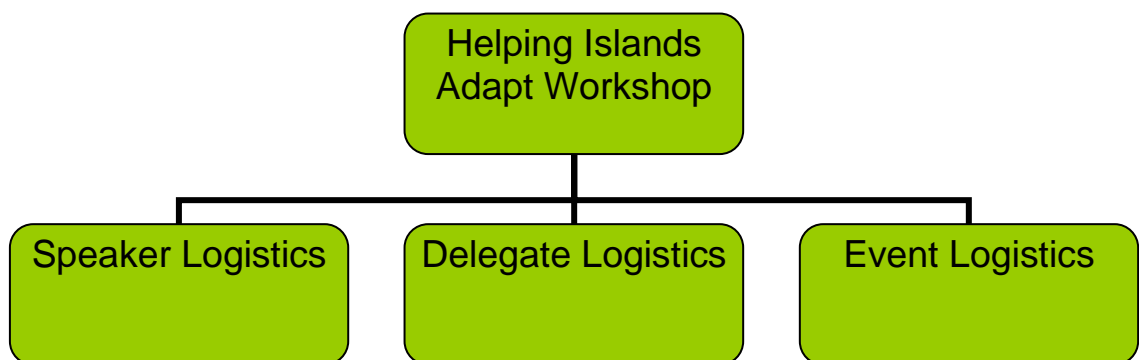 Helping Islands
Adapt Workshop
Speaker Logistics
Delegate Logistics
Event Logistics